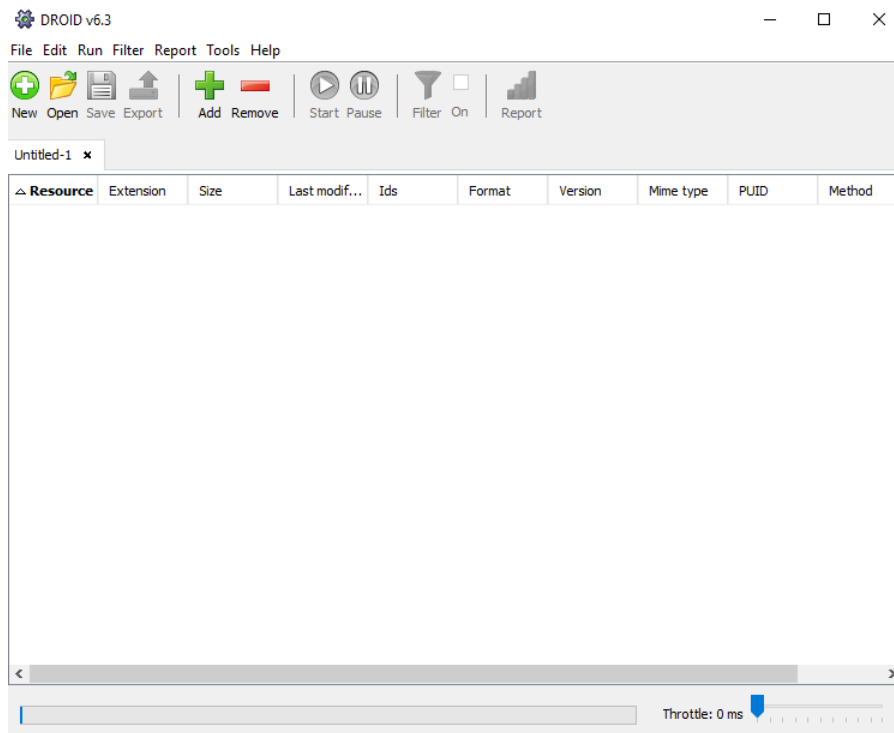 DROID v6.3
File Edit Run Filter Report Tools Help
New Open Save Export Add Remove Start Pause Filter On Report
Untitled-1
Resource Extension Size Last modif... Ids Format Version Mime type PUID Method
Throttle: 0 ms